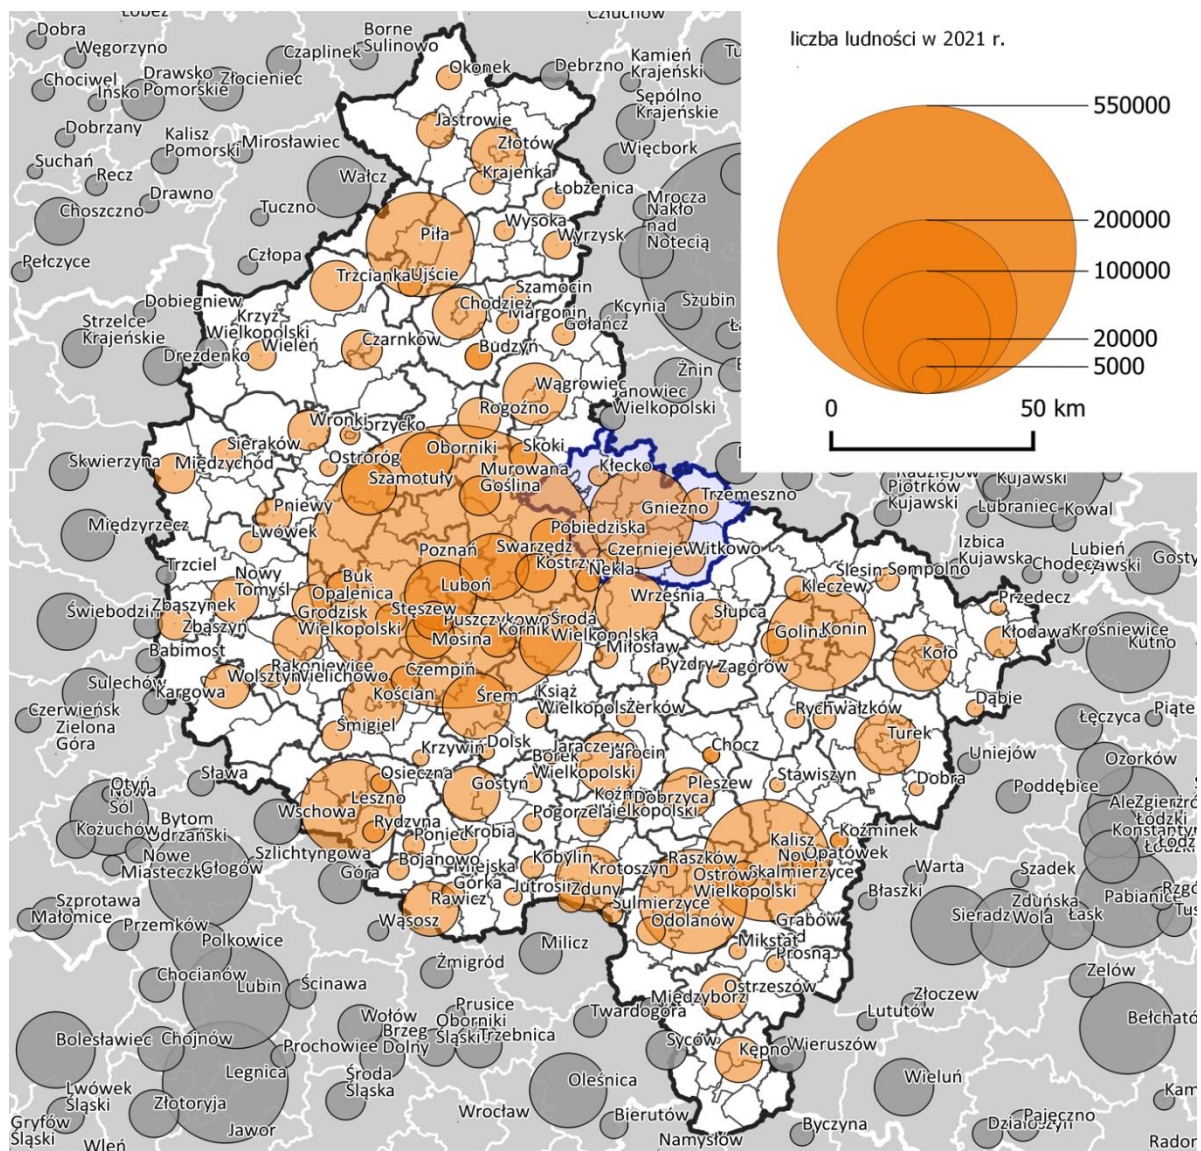 Łobez
Człuchów
Dobra
Węgorzyno
Borne
Sulinowo
Czaplinek
Okonek
Debrzno
Kamień
Krajeński
Chociwel
Ińsko
Drawsko
Pomorskie
Złocieniec
Sępólno
Krajeńskie
Dobrzany
Kalisz
Pomorski
Mirosławiec
Jastrowie
Złotów
Więcbork
Suchań
Recz
Drawno
Wałcz
Krajenka
Łobżenica
Choszczno
Tuczno
Mrocza
Nakło
nad
Notecią
Piła
Wysoka
Wyrzysk
Pełczyce
Człopa
Trzcianka
Ujście
Szamocin
Dobiegniew
Chodzież
Margonin
Gołańcz
Kcynia
Szubin
Strzelce
Krajeńskie
Krzyż
Wielkopolski
Wieleń
Drezdenko
Czarnków
Budzyń
Żnin
Wągrowiec
Janowiec
Wielkopolski
Rogoźno
Wronki
Obrzycko
Sieraków
Oborniki
Skoki
Skwierzyna
Międzychód
Ostroróg
Szamotuły
Murowana
Goślina
Kłecko
Trzemeszno
Gniezno
Pniewy
Międzyrzecz
Lwówek
Pobiedziska
Poznań
Swarzędz
Kostrzyn
Czerniejewo
Witkowo
Nekla
Trzciel
Nowy
Tomyśl
Buk
Opalenica
Luboń
Września
Świebodzin
Zbąszynek
Zbąszyń
Grodzisk
Wielkopolski
Stęszew
Puszczykowo
Mosina
Kórnik
Środa
Wielkopolska
Miłosław
Słupca
Kleczew
Ślesin
Sompolno
Golina
Konin
Babimost
Rakoniewice
Wolsztyn
Wielichowo
Czempiń
Kościan
Śrem
Pyzdry
Zagórów
Koło
Kłodawa
Przedecz
Sulechów
Kargowa
Książ
Wielkopolski
Żerków
Rychwał
Dąbie
Czerwieńsk
Zielona
Góra
Śmigiel
Krzywiń
Dolsk
Borek
Wielkopolski
Jaraczewo
Jarocin
Chocz
Turek
Sława
Osieczna
Leszno
Gostyń
Dobrzyca
Pleszew
Stawiszyn
Dobra
Uniejów
Wschowa
Rydzyna
Poniec
Krobia
Pogorzela
Kalisz
Koźminek
Opatówek
Szlichtyngowa
Bojanowo
Miejska
Górka
Kobylin
Krotoszyn
Raszków
Ostrów
Wielkopolski
Nowe
Skalmierzyce
Góra
Rawicz
Jutrosin
Zduny
Sulmierzyce
Odolanów
Grabów
nad
Prosną
Wąsosz
Mikstat
Ostrzeszów
Międzybórz
Kępno
Syców
Wieruszów
Milicz
Żmigród
Twardogóra
Piotrków
Kujawski
Lubraniec
Kowal
Izbica
Kujawska
Lubień
Kujawski
Chodecz
Krośniewice
Kutno
Łęczyca
Ozorków
Poddębice
Warta
Szadek
Błaszki
Sieradz
Zduńska
Wola
Łask
Pabianice
Zelów
Złoczew
Lututów
Wieluń
Pajęczno
Działoszyn
Byczyna
Namysłów
Bierutów
Oleśnica
Wrocław
Bytom
Odrzański
Kożuchów
Nowe
Miasteczko
Głogów
Szprotawa
Małomice
Przemków
Polkowice
Chocianów
Lubin
Ścinawa
Wołów
Brzeg
Dolny
Prusice
Oborniki
Śląski
Trzebnica
Bolesławiec
Chojnów
Prochowice
Legnica
Środa
Śląska
Lwówek
Śląski
Złotoryja
Gryfów
Śląski
Wleń
Jawor
liczba ludności w 2021 r.
550000
200000
100000
20000
5000
0
50 km